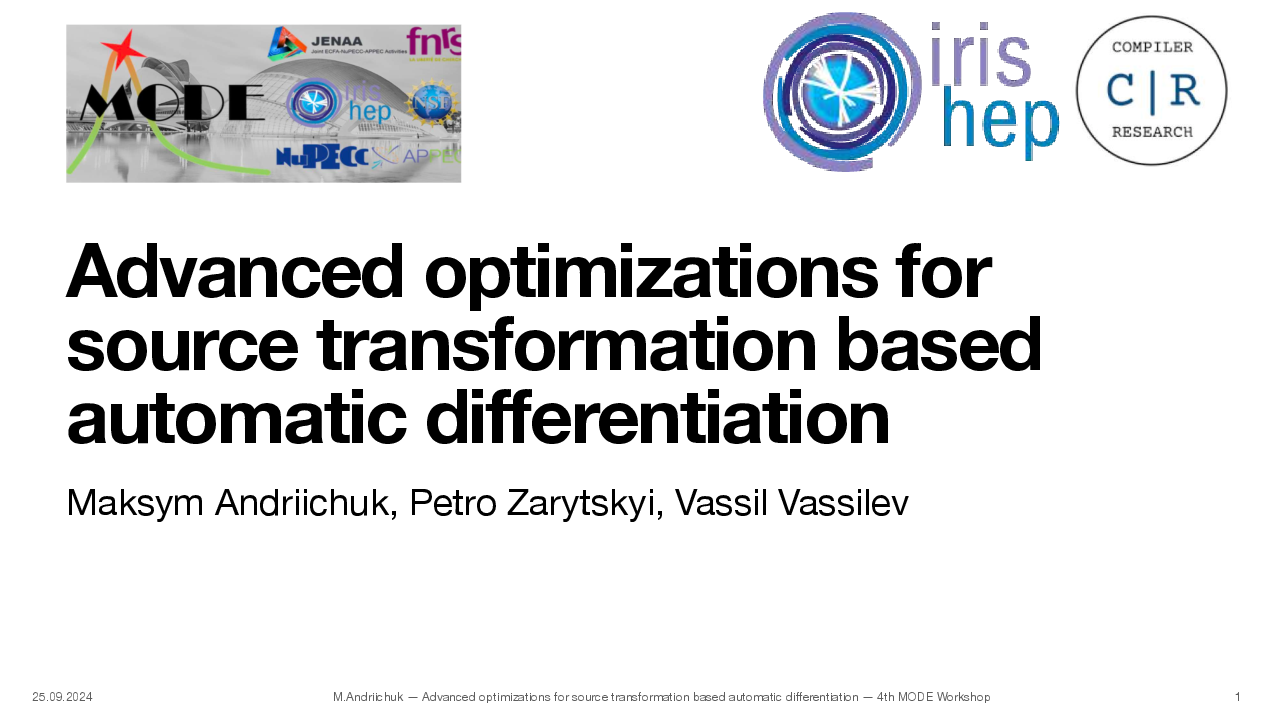 MODE
JENAA
Joint ECFA-NuPECC-APPEC Activities
fnrs
iris
hep
NSF
NuPECC
APPEC
iris
hep
COMPILER
C|R
RESEARCH
Advanced optimizations for
source transformation based
automatic differentiation
Maksym Andriichuk, Petro Zarytskyi, Vassil Vassilev
25.09.2024
M.Andriichuk — Advanced optimizations for source transformation based automatic differentiation — 4th MODE Workshop
1